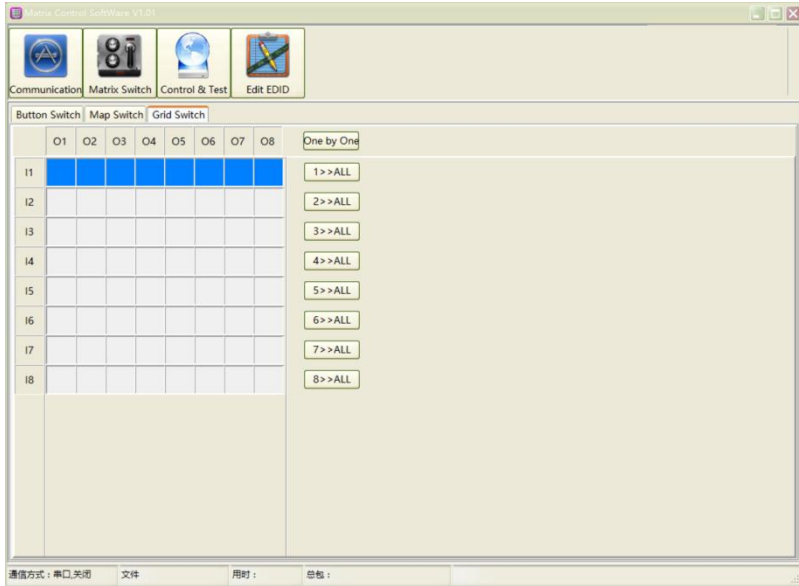 Matrix Control SoftWare V1.01
Communication Matrix Switch Control & Test Edit EDID
Button Switch Map Switch Grid Switch
O1 O2 O3 O4 O5 O6 O7 O8 One by One
I1 1>>ALL
I2 2>>ALL
I3 3>>ALL
I4 4>>ALL
I5 5>>ALL
I6 6>>ALL
I7 7>>ALL
I8 8>>ALL
通信方式：串口,关闭 文件 用时： 总包：